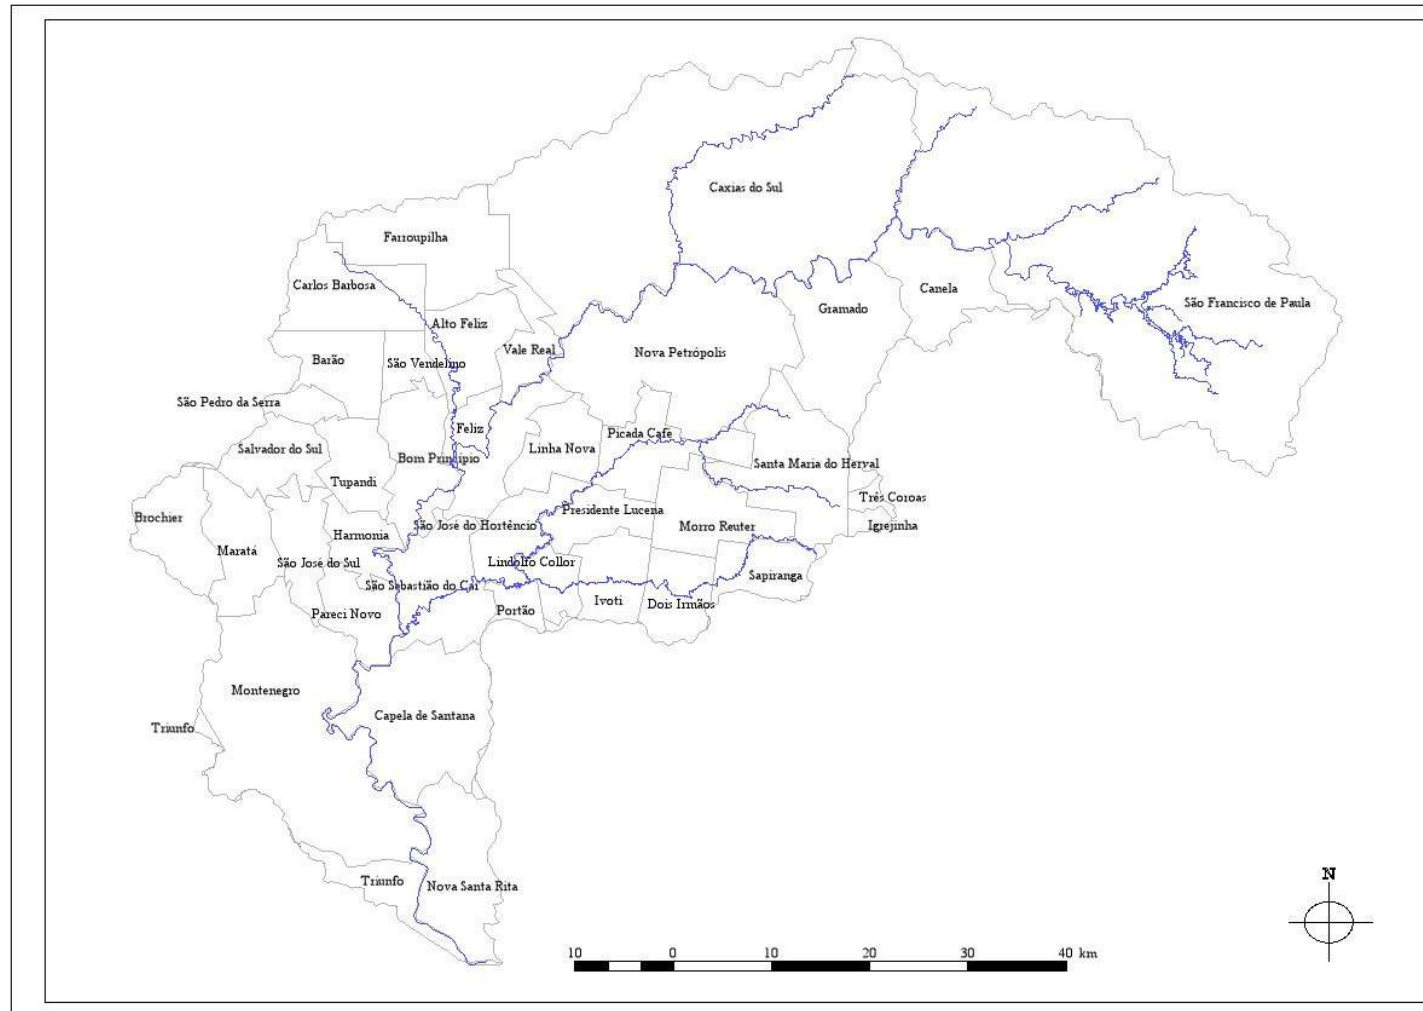 Caxias do Sul
Farroupilha
Carlos Barbosa
Canela
São Francisco de Paula
Gramado
Alto Feliz
Vale Real
Nova Petrópolis
Barão
São Vendelino
São Pedro da Serra
Feliz
Picada Café
Salvador do Sul
Linha Nova
Bom Princípio
Santa Maria do Herval
Tupandi
Três Coroas
Presidente Lucena
Brochier
São José do Hortêncio
Morro Reuter
Igrejinha
Harmonia
Maratá
São José do Sul
Lindolfo Collor
Sapiranga
São Sebastião do Caí
Ivoti
Dois Irmãos
Portão
Pareci Novo
Montenegro
Capela de Santana
Triunfo
Triunfo
Nova Santa Rita
N
10 0 10 20 30 40 km